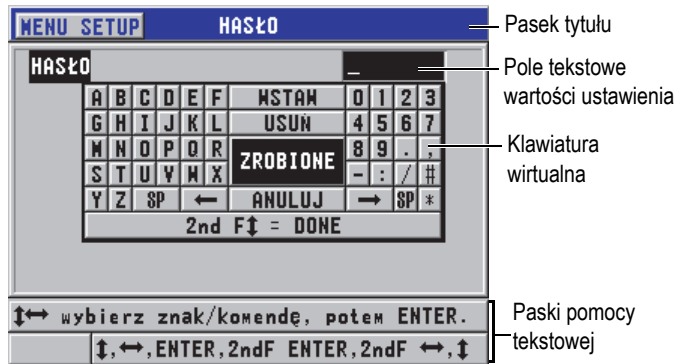 MENU SETUP HASŁO
Pasek tytułu
HASŁO _
Pole tekstowe
wartości ustawienia
A B C D E F WSTAW 0 1 2 3
G H I J K L USUŃ 4 5 6 7
M N O P Q R ZROBIONE 8 9 . ,
S T U V W X - : / #
Y Z SP ← ANULUJ → SP *
2nd F↕ = DONE
Klawiatura
wirtualna
↕↔ wybierz znak/komendę, potem ENTER.
↕,↔,ENTER,2ndF ENTER,2ndF ↔,↕
Paski pomocy
tekstowej